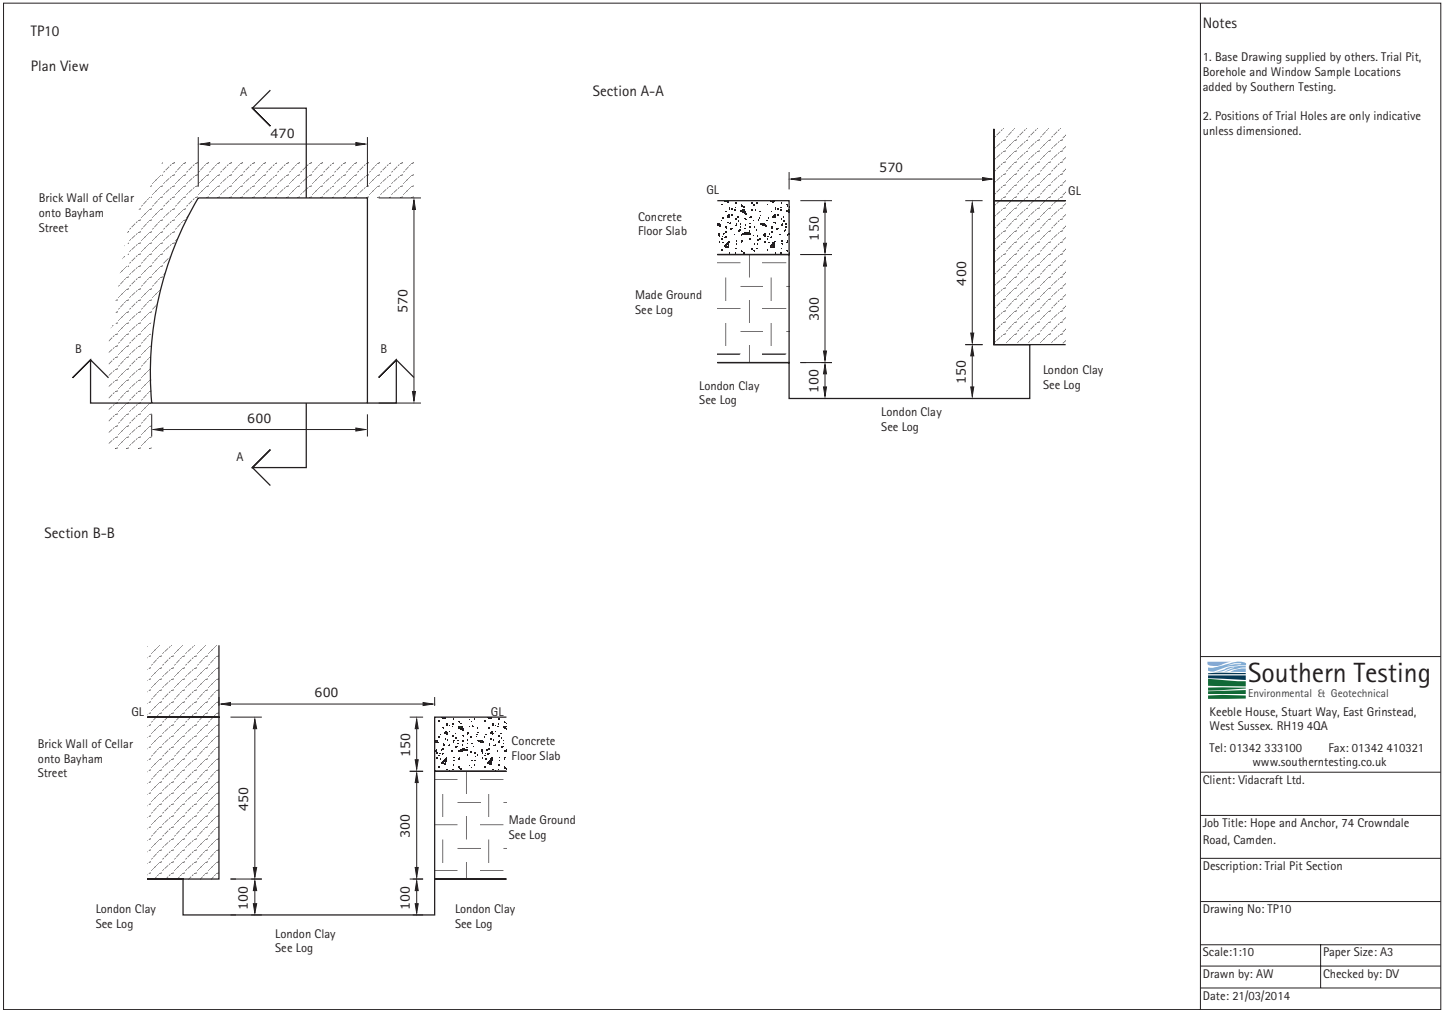 TP10
Plan View
A
470
Brick Wall of Cellar
onto Bayham
Street
570
B
B
600
A
Section A-A
570
GL
GL
Concrete
Floor Slab
150
400
Made Ground
See Log
300
London Clay
See Log
100
150
London Clay
See Log
London Clay
See Log
Section B-B
600
GL
GL
Brick Wall of Cellar
onto Bayham
Street
150
Concrete
Floor Slab
450
300
Made Ground
See Log
London Clay
See Log
100
100
London Clay
See Log
London Clay
See Log
Notes
1. Base Drawing supplied by others. Trial Pit,
Borehole and Window Sample Locations
added by Southern Testing.
2. Positions of Trial Holes are only indicative
unless dimensioned.
Southern Testing
Environmental & Geotechnical
Keeble House, Stuart Way, East Grinstead,
West Sussex. RH19 4QA
Tel: 01342 333100 Fax: 01342 410321
www.southerntesting.co.uk
Client: Vidacraft Ltd.
Job Title: Hope and Anchor, 74 Crowndale
Road, Camden.
Description: Trial Pit Section
Drawing No: TP10
Scale:1:10 Paper Size: A3
Drawn by: AW Checked by: DV
Date: 21/03/2014